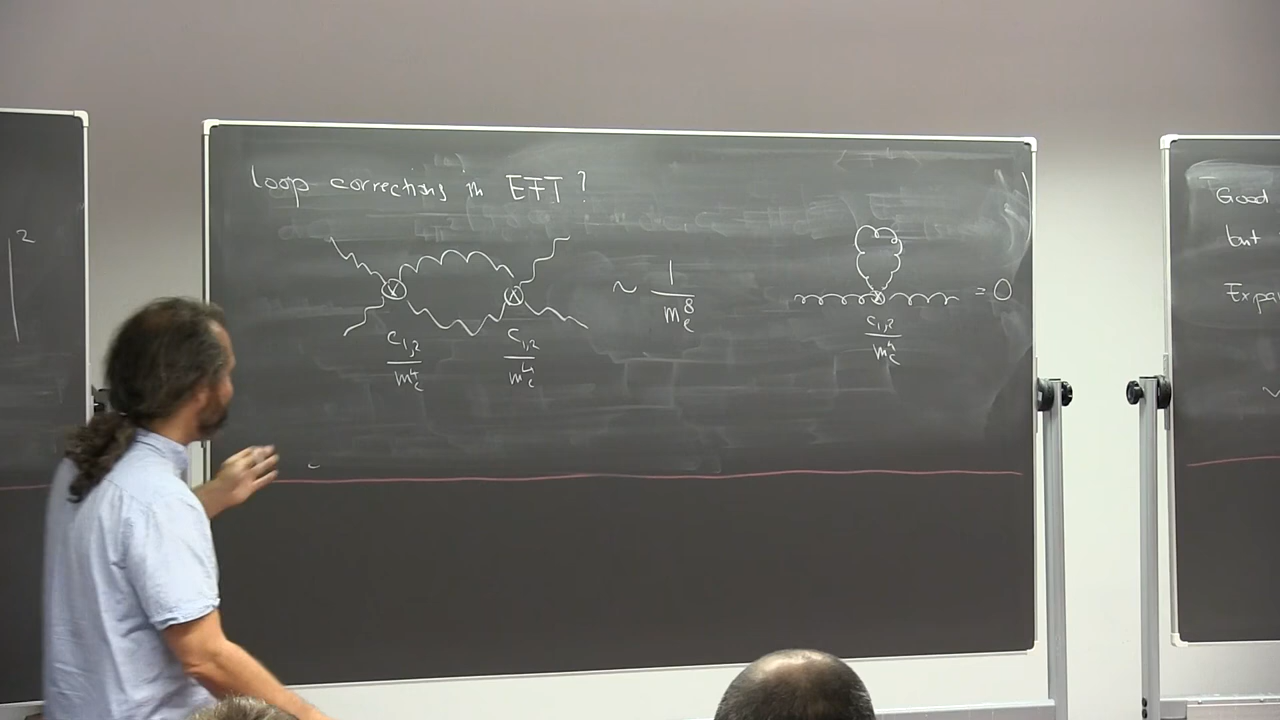 |²
loop corrections in EFT ?
~ 1/m_e^8
= 0
C_{1,2}/m_e^4
C_{1,2}/m_e^4
C_{1,2}/m_e^4
Good
but
~